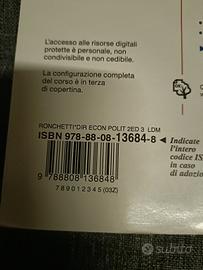 L'accesso alle risorse digitali
protette è personale, non
condivisibile e non cedibile.
La configurazione completa
del corso è in terza
di copertina.
RONCHETTI*DIR ECON POLIT 2ED 3 LDM
ISBN 978-88-08-13684-8
Indicate
l'intero
codice IS
in caso
di adozio
9 788808 136848
789012345 (03Z)
subito